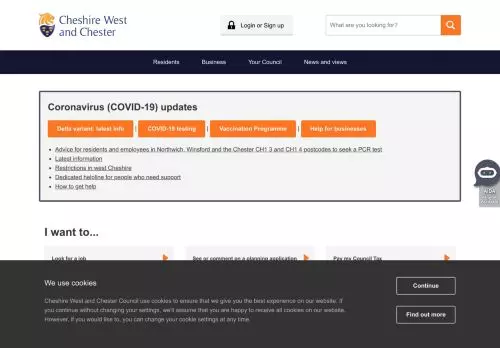 Cheshire West
and Chester
Login or Sign up
What are you looking for?
Residents
Business
Your Council
News and views
Coronavirus (COVID-19) updates
Delta variant: latest info | COVID-19 testing | Vaccination Programme | Help for businesses
Advice for residents and employees in Northwich, Winsford and the Chester CH1 3 and CH1 4 postcodes to seek a PCR test
Latest information
Restrictions in west Cheshire
Dedicated helpline for people who need support
How to get help
I want to...
Look for a job
See or comment on a planning application
Pay my Council Tax
We use cookies
Cheshire West and Chester Council use cookies to ensure that we give you the best experience on our website. If
you continue without changing your settings, we'll assume that you are happy to receive all cookies on our website.
However, if you would like to, you can change your cookie settings at any time.
Continue
Find out more